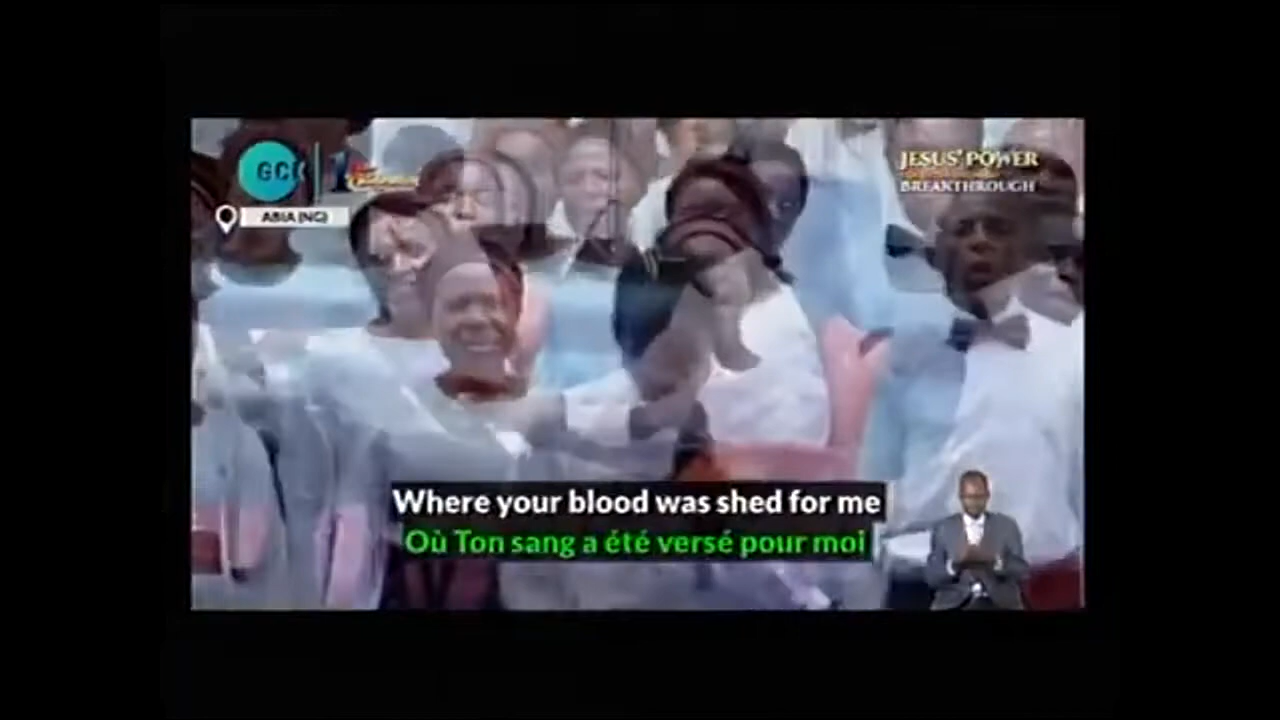 GCK
ABIA (NG)
JESUS' POWER
BREAKTHROUGH
Where your blood was shed for me
Où Ton sang a été versé pour moi